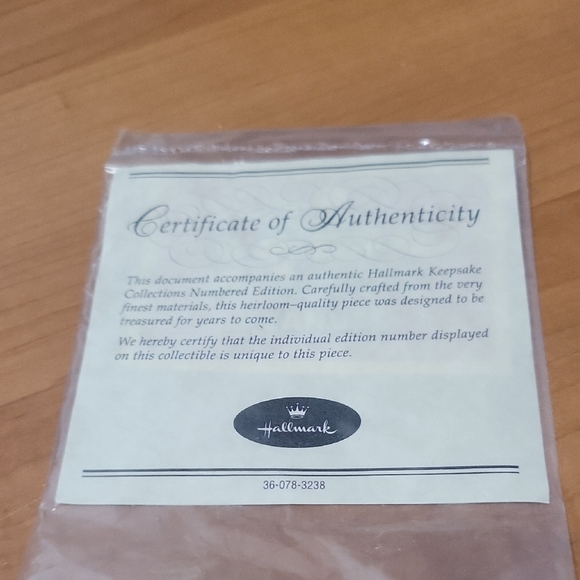 Certificate of Authenticity
This document accompanies an authentic Hallmark Keepsake
Collections Numbered Edition. Carefully crafted from the very
finest materials, this heirloom-quality piece was designed to be
treasured for years to come.
We hereby certify that the individual edition number displayed
on this collectible is unique to this piece.
Hallmark
36-078-3238